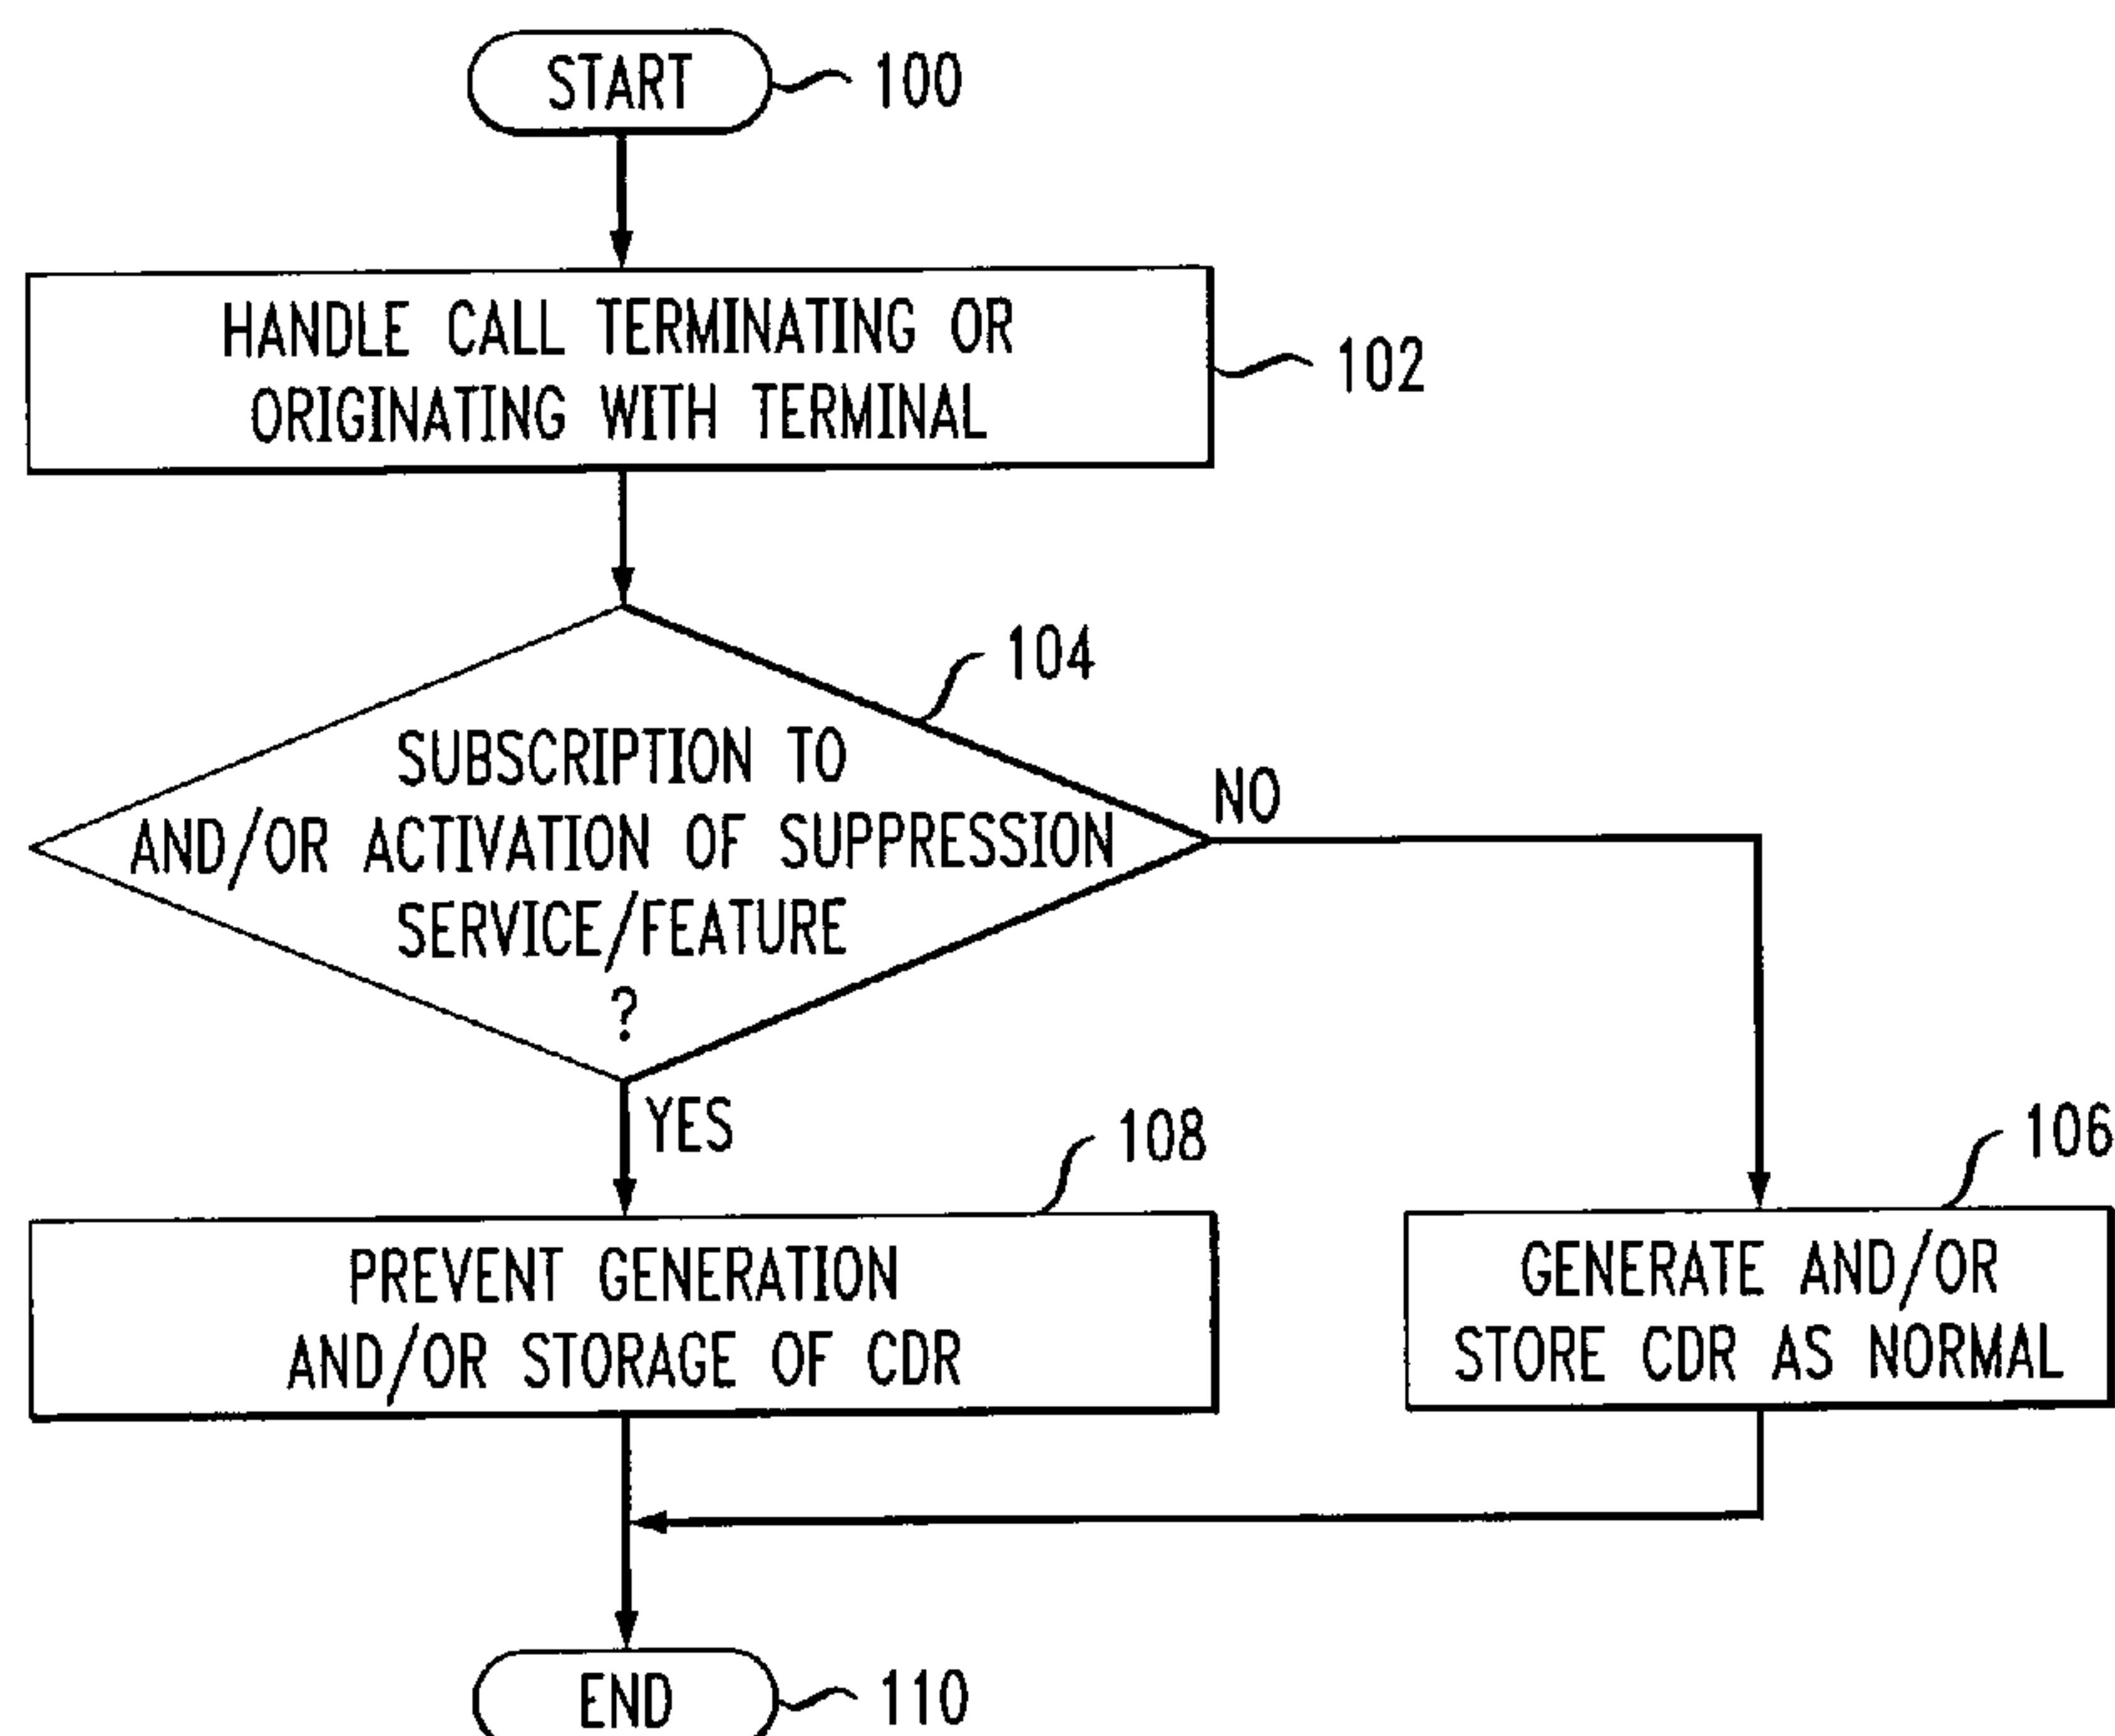 START
100
HANDLE CALL TERMINATING OR
ORIGINATING WITH TERMINAL
102
104
SUBSCRIPTION TO
AND/OR ACTIVATION OF SUPPRESSION
SERVICE/FEATURE
?
NO
YES
108
PREVENT GENERATION
AND/OR STORAGE OF CDR
106
GENERATE AND/OR
STORE CDR AS NORMAL
END
110